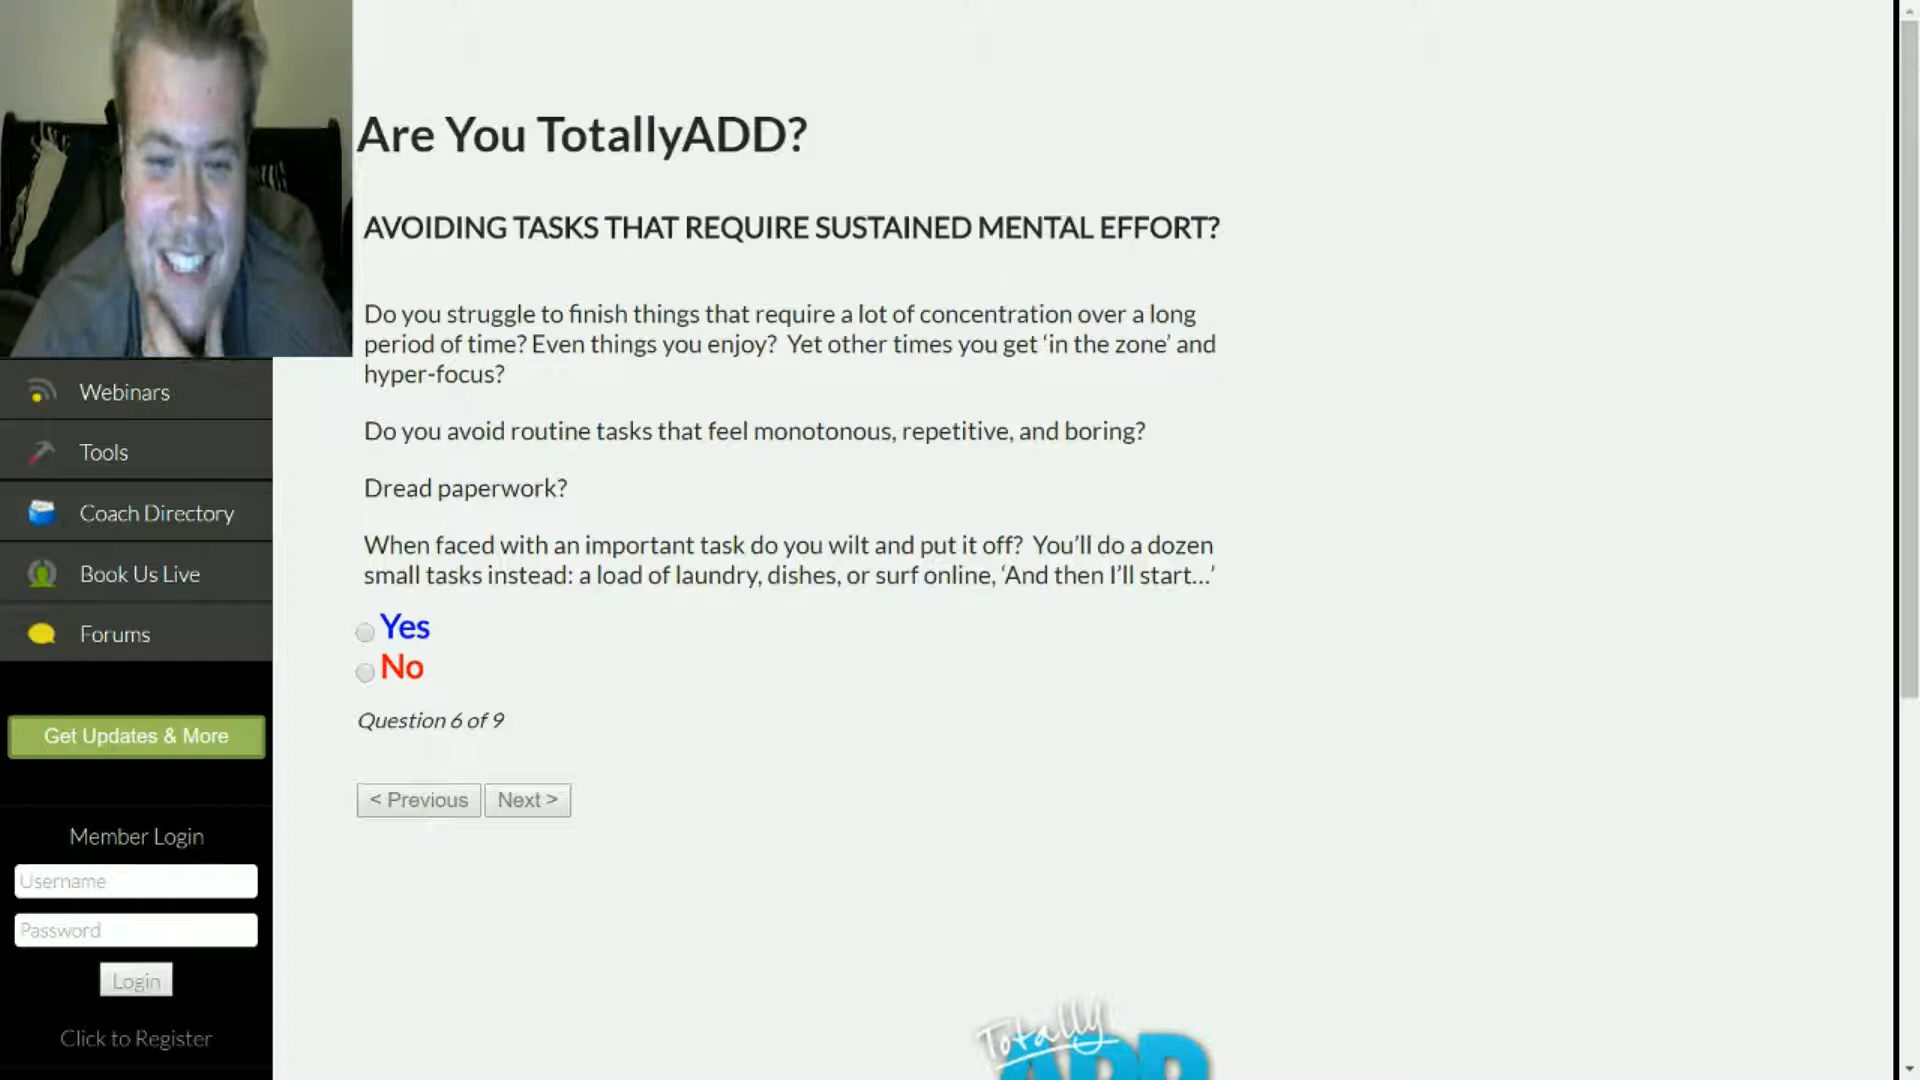 Are You TotallyADD?
AVOIDING TASKS THAT REQUIRE SUSTAINED MENTAL EFFORT?
Do you struggle to finish things that require a lot of concentration over a long
period of time? Even things you enjoy? Yet other times you get ‘in the zone’ and
hyper-focus?
Do you avoid routine tasks that feel monotonous, repetitive, and boring?
Dread paperwork?
When faced with an important task do you wilt and put it off? You’ll do a dozen
small tasks instead: a load of laundry, dishes, or surf online, ‘And then I’ll start...’
Yes
No
Question 6 of 9
< Previous
Next >
Webinars
Tools
Coach Directory
Book Us Live
Forums
Get Updates & More
Member Login
Username
Password
Login
Click to Register
Totally
ADD